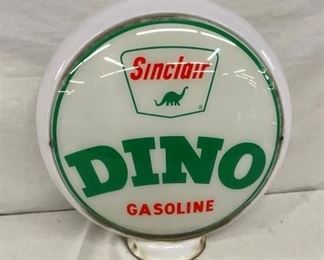 Sinclair
®
DINO
GASOLINE